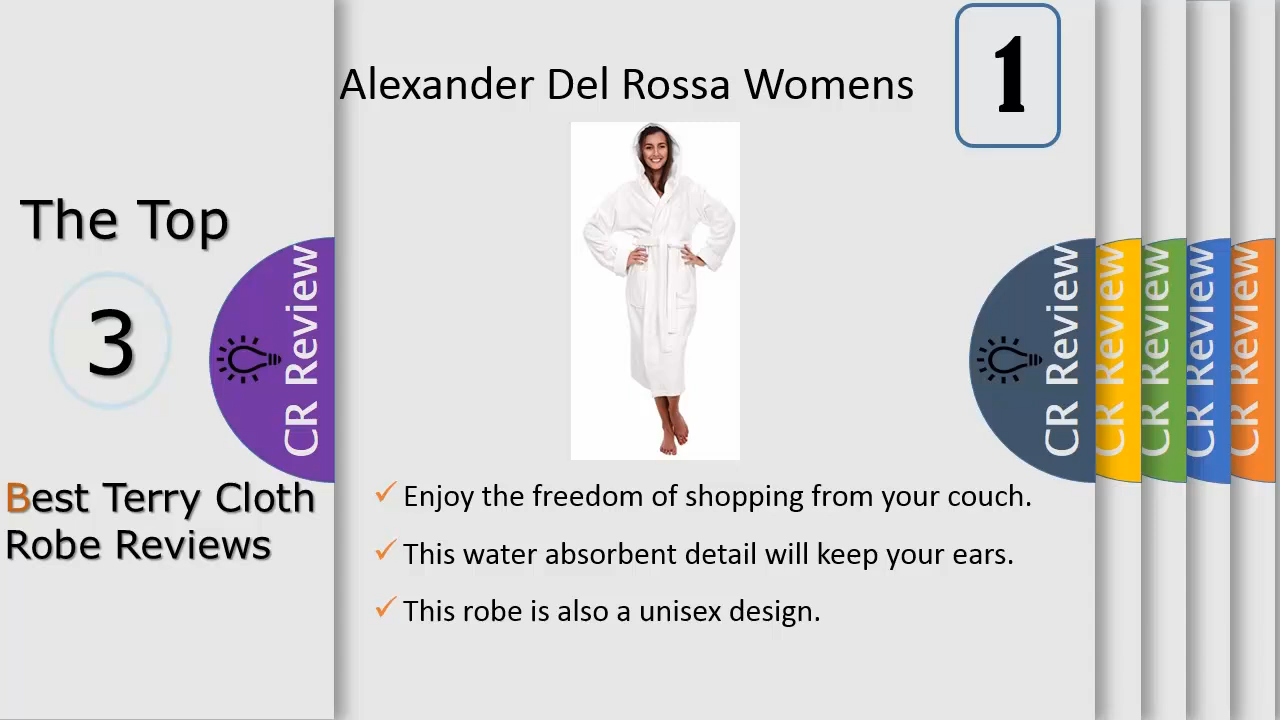 The Top
3
Best Terry Cloth
Robe Reviews
CR Review
Alexander Del Rossa Womens
1
Enjoy the freedom of shopping from your couch.
This water absorbent detail will keep your ears.
This robe is also a unisex design.
CR Review
CR Review
CR Review
CR Review
CR Review